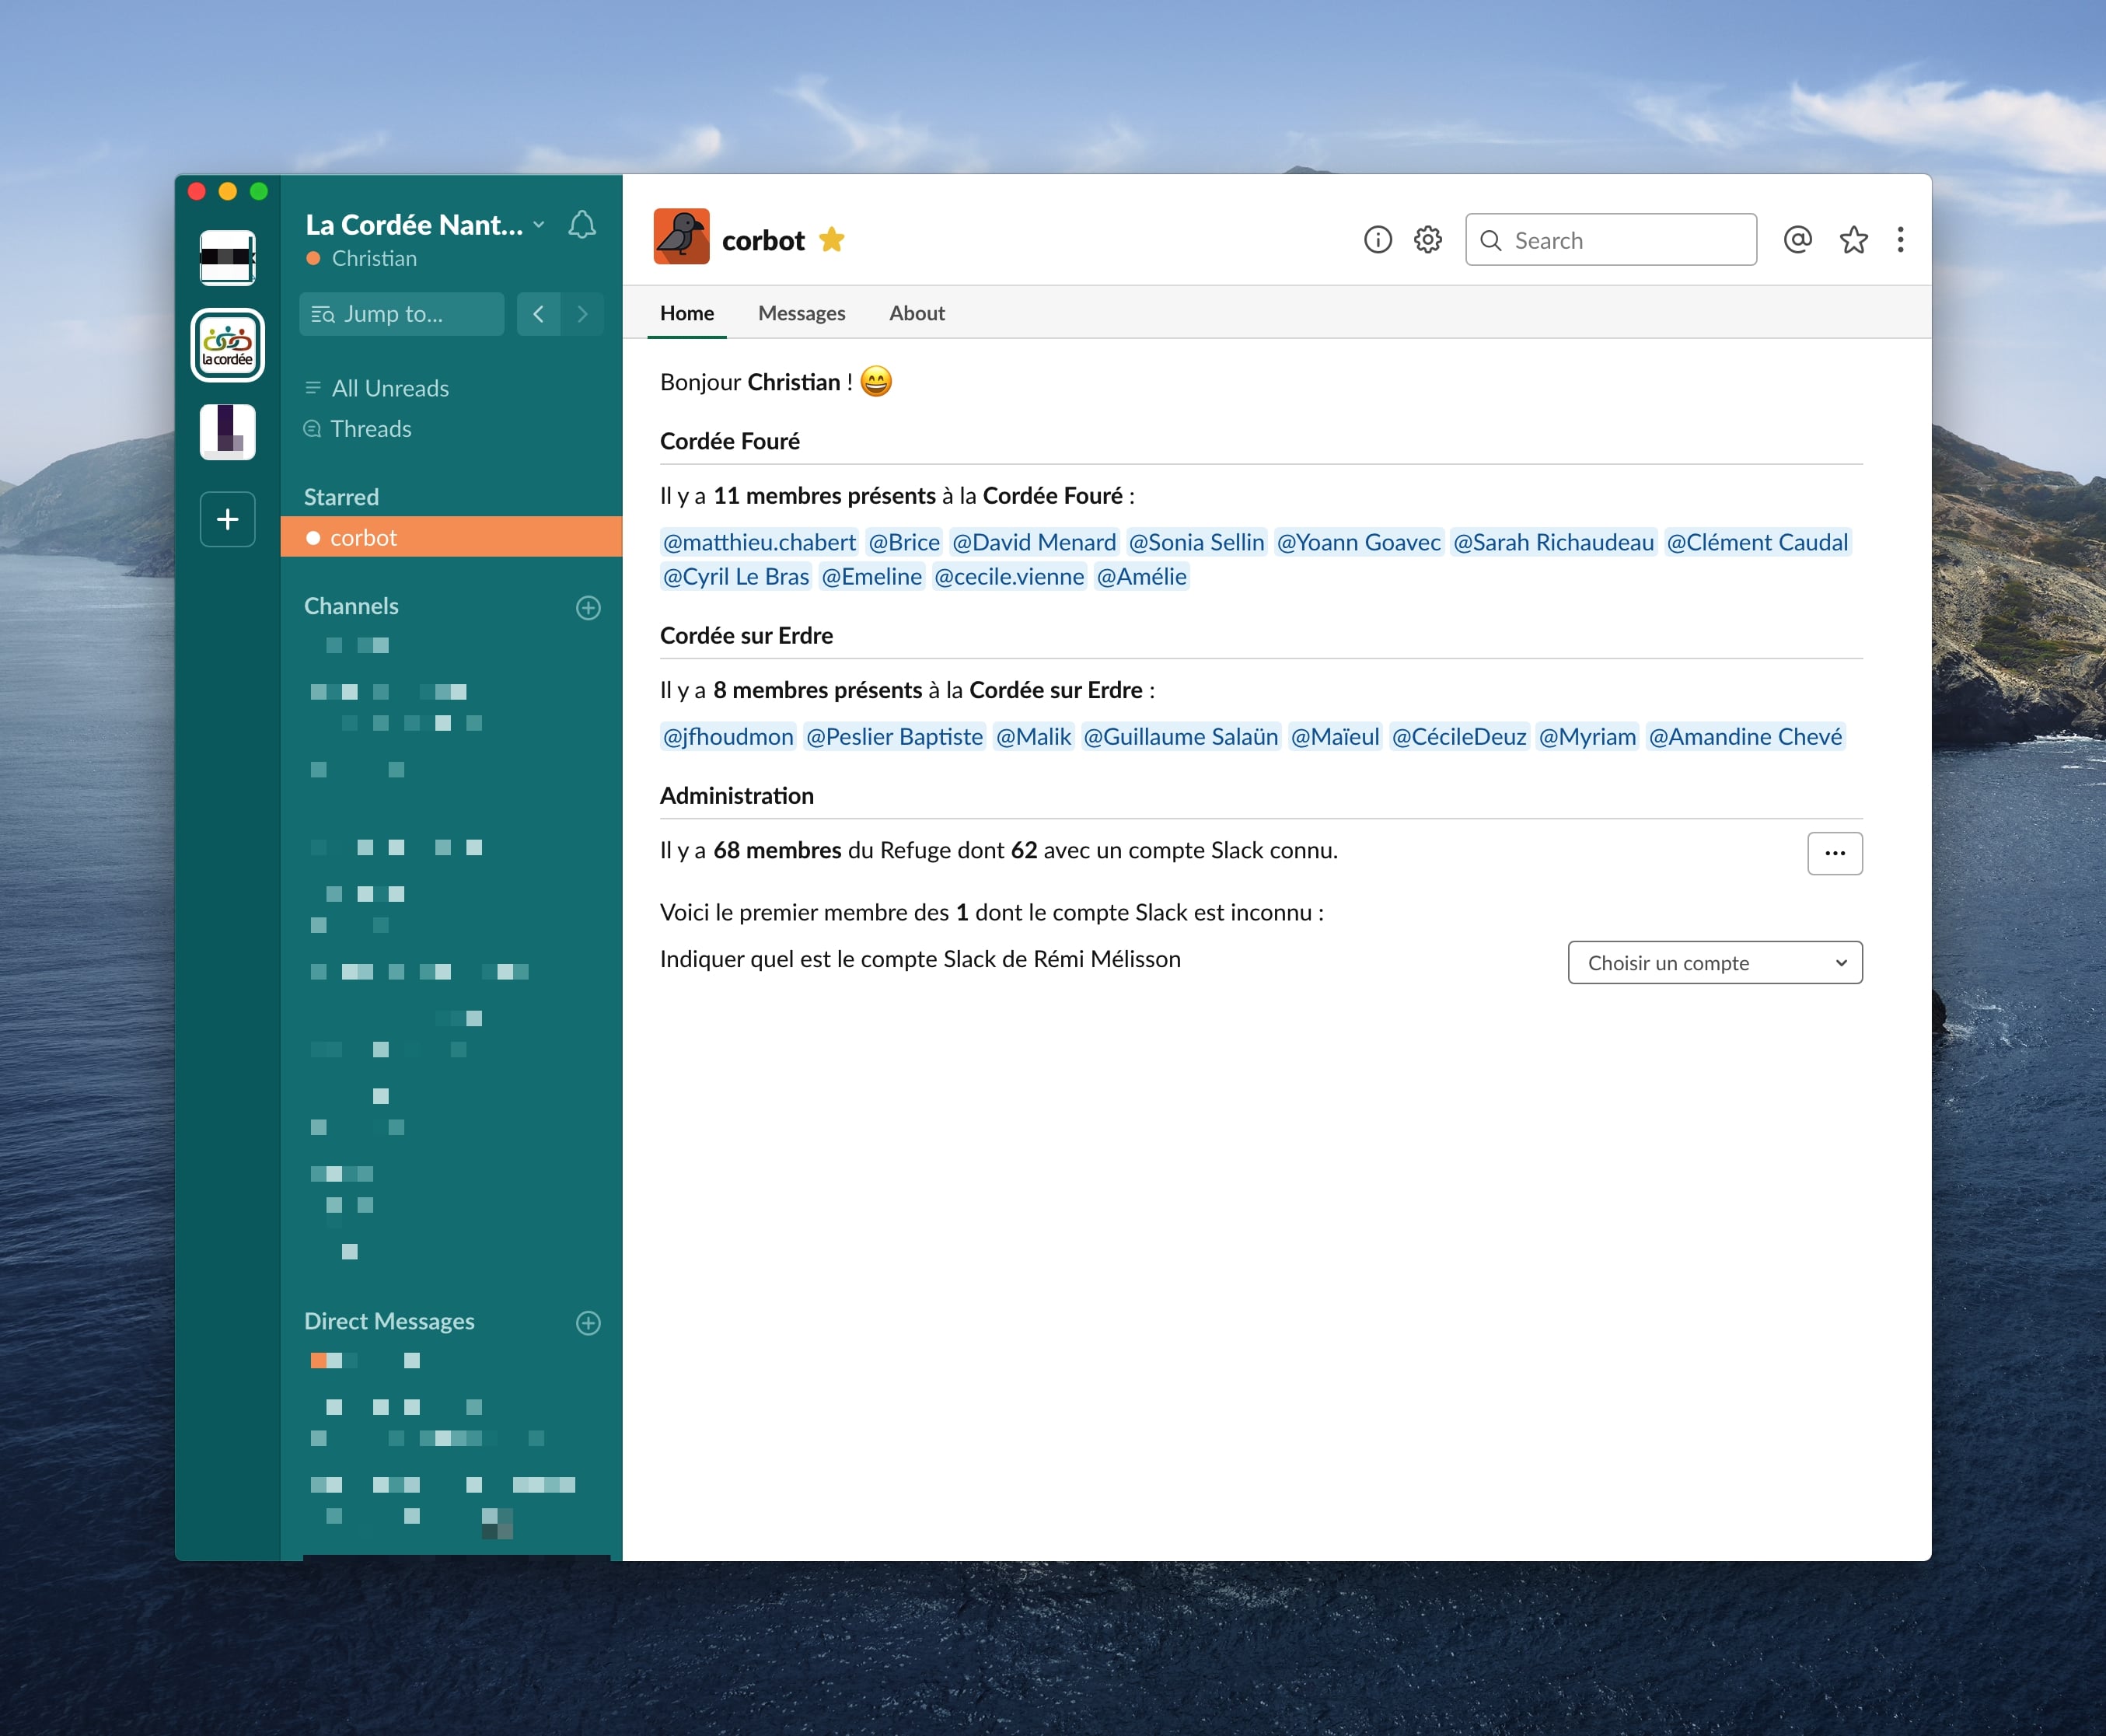 La Cordée Nant...
Christian
Jump to...
la cordée
All Unreads
Threads
Starred
corbot
Channels
Direct Messages
corbot
Search
Home Messages About
Bonjour Christian !
Cordée Fouré
Il y a 11 membres présents à la Cordée Fouré :
@matthieu.chabert @Brice @David Menard @Sonia Sellin @Yoann Goavec @Sarah Richaudeau @Clément Caudal
@Cyril Le Bras @Emeline @cecile.vienne @Amélie
Cordée sur Erdre
Il y a 8 membres présents à la Cordée sur Erdre :
@jfhoudmon @Peslier Baptiste @Malik @Guillaume Salaün @Maïeul @CécileDeuz @Myriam @Amandine Chevé
Administration
Il y a 68 membres du Refuge dont 62 avec un compte Slack connu.
Voici le premier membre des 1 dont le compte Slack est inconnu :
Indiquer quel est le compte Slack de Rémi Mélisson
Choisir un compte